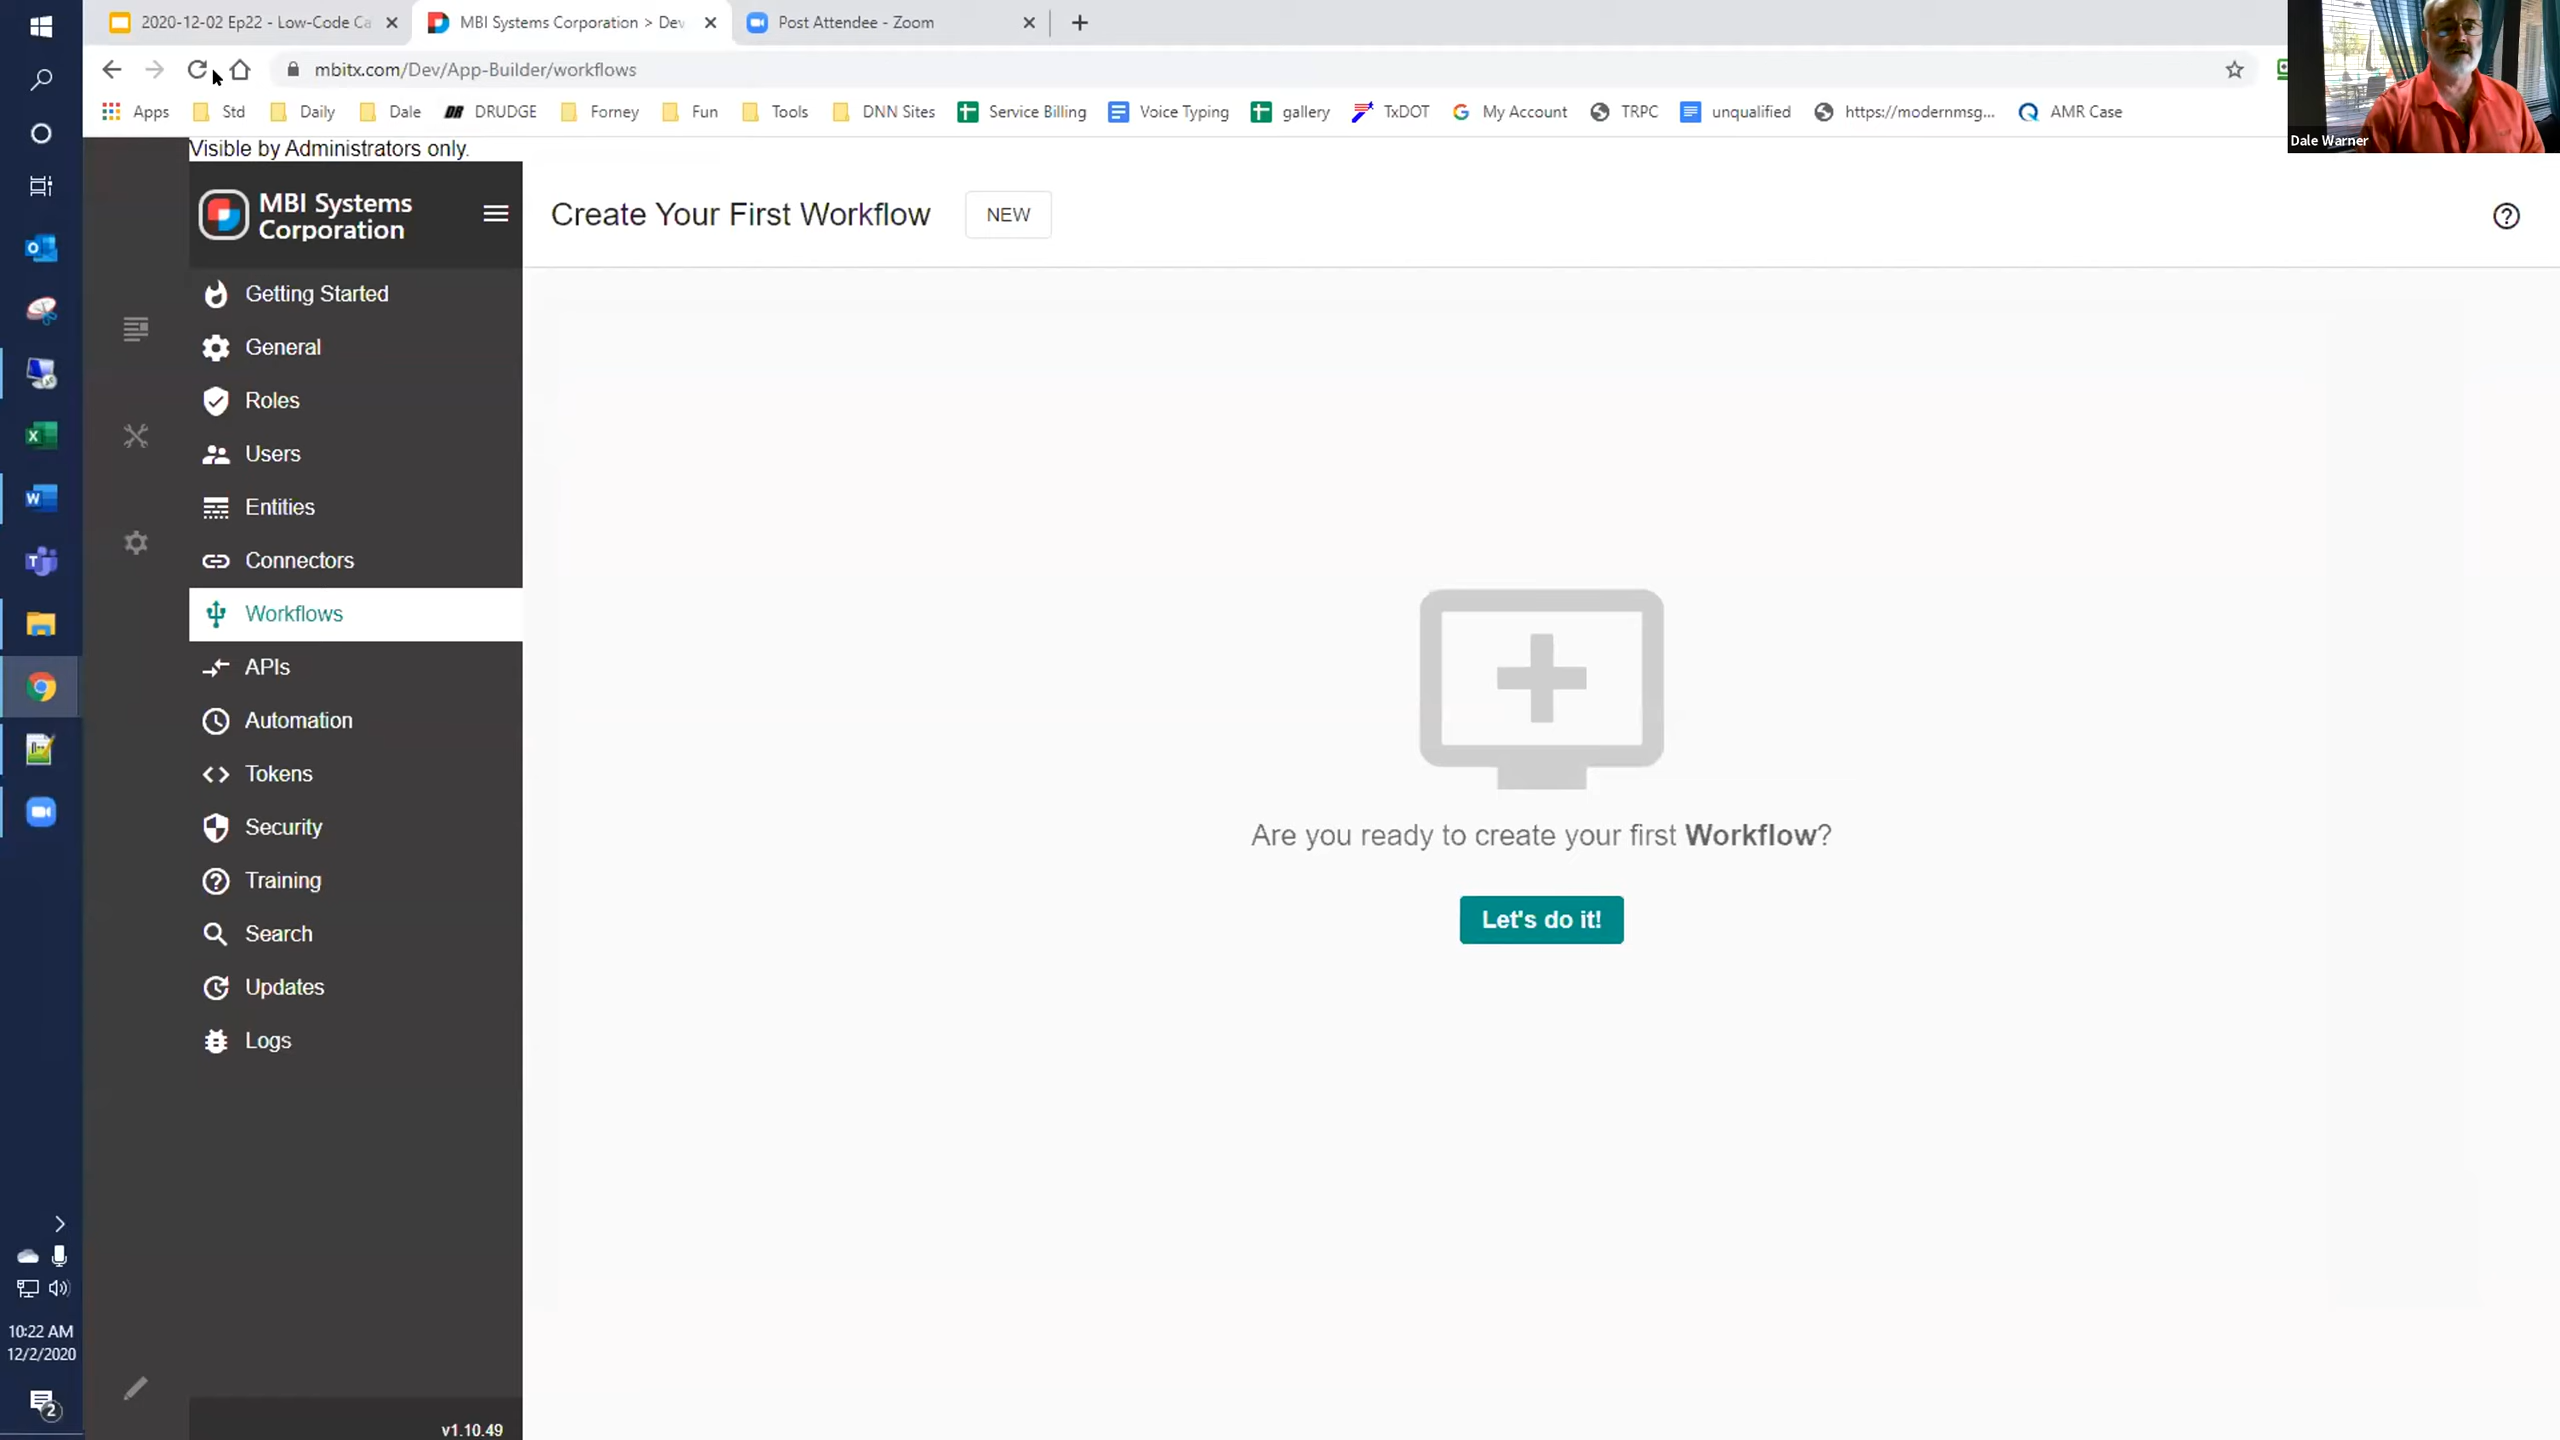 2020-12-02 Ep22 - Low-Code Ca
MBI Systems Corporation > Dev
Post Attendee - Zoom
mbitx.com/Dev/App-Builder/workflows
Apps
Std
Daily
Dale
DR DRUDGE
Forney
Fun
Tools
DNN Sites
Service Billing
Voice Typing
gallery
TxDOT
My Account
TRPC
unqualified
https://modernmsg...
AMR Case
Dale Warner
Visible by Administrators only.
MBI Systems
Corporation
Create Your First Workflow
NEW
Getting Started
General
Roles
Users
Entities
Connectors
Workflows
APIs
Automation
Tokens
Security
Training
Search
Updates
Logs
Are you ready to create your first Workflow?
Let's do it!
10:22 AM
12/2/2020
2
v1.10.49